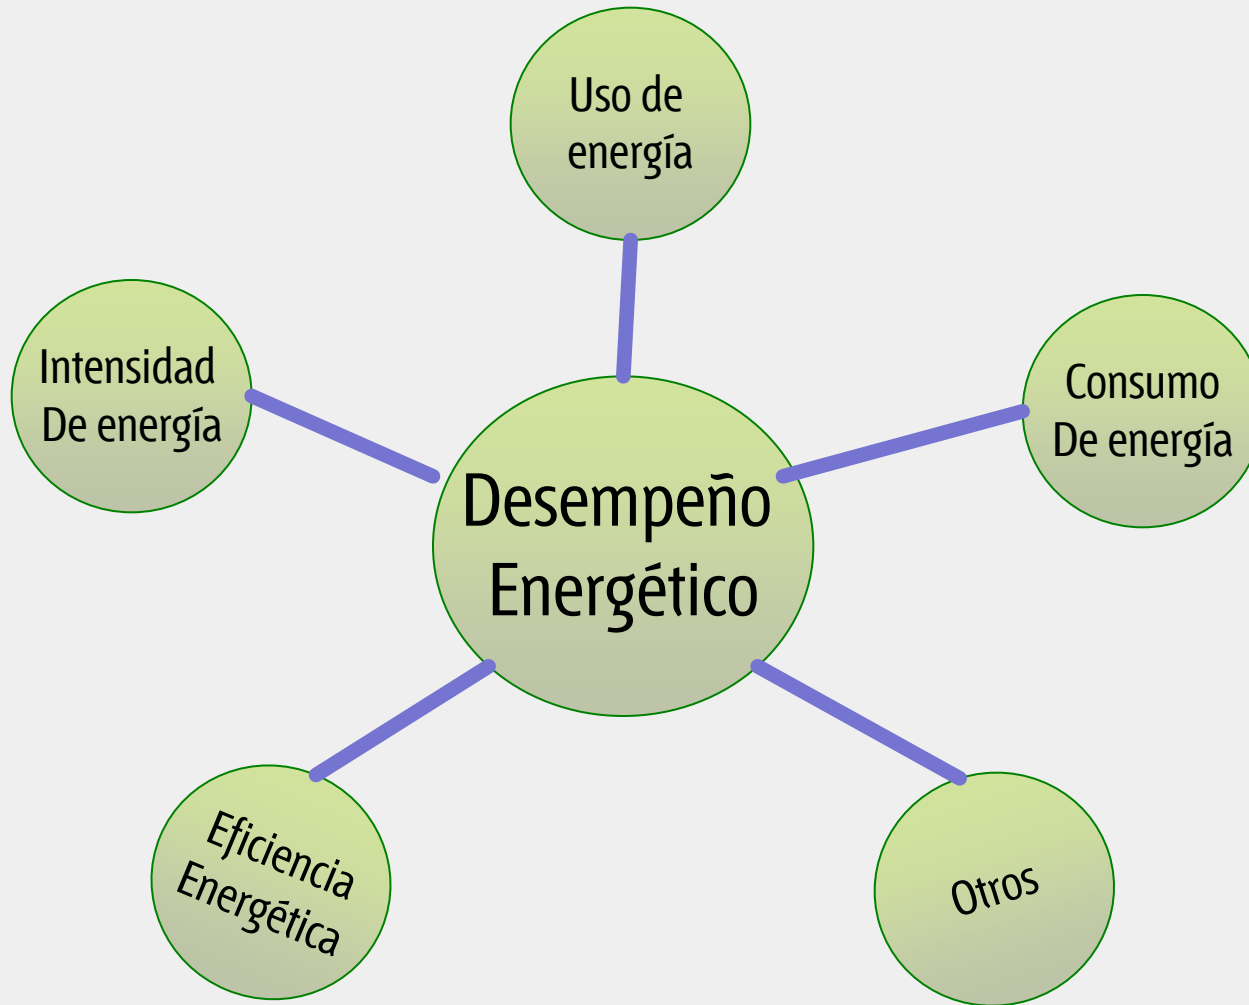 Uso de
energía
Intensidad
De energía
Consumo
De energía
Desempeño
Energético
Eficiencia
Energética
Otros